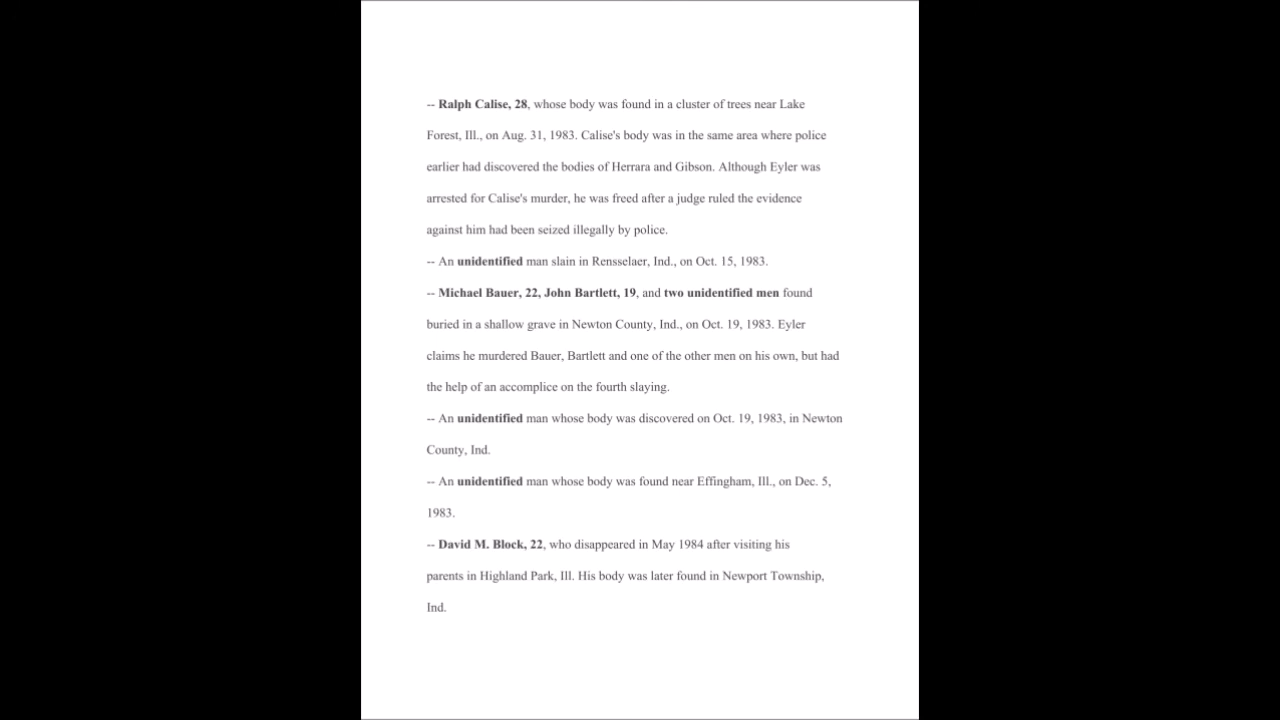 -- Ralph Calise, 28, whose body was found in a cluster of trees near Lake
Forest, Ill., on Aug. 31, 1983. Calise's body was in the same area where police
earlier had discovered the bodies of Herrara and Gibson. Although Eyler was
arrested for Calise's murder, he was freed after a judge ruled the evidence
against him had been seized illegally by police.
-- An unidentified man slain in Rensselaer, Ind., on Oct. 15, 1983.
-- Michael Bauer, 22, John Bartlett, 19, and two unidentified men found
buried in a shallow grave in Newton County, Ind., on Oct. 19, 1983. Eyler
claims he murdered Bauer, Bartlett and one of the other men on his own, but had
the help of an accomplice on the fourth slaying.
-- An unidentified man whose body was discovered on Oct. 19, 1983, in Newton
County, Ind.
-- An unidentified man whose body was found near Effingham, Ill., on Dec. 5,
1983.
-- David M. Block, 22, who disappeared in May 1984 after visiting his
parents in Highland Park, Ill. His body was later found in Newport Township,
Ind.